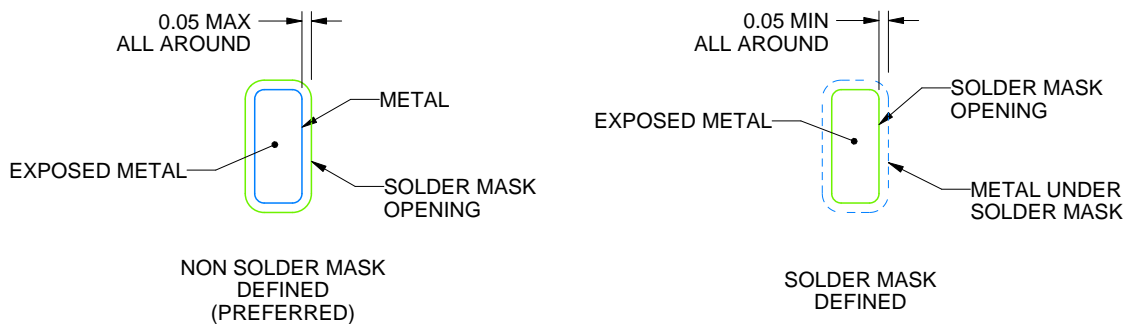 0.05 MAX
ALL AROUND
METAL
EXPOSED METAL
SOLDER MASK
OPENING
NON SOLDER MASK
DEFINED
(PREFERRED)
0.05 MIN
ALL AROUND
SOLDER MASK
OPENING
EXPOSED METAL
METAL UNDER
SOLDER MASK
SOLDER MASK
DEFINED